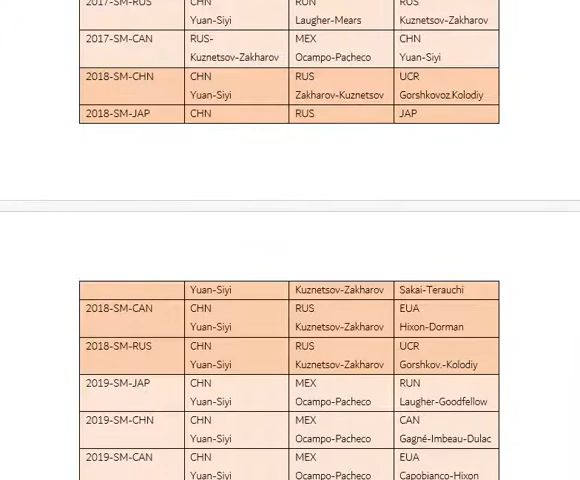 2017-SM-RUS CHN RUN RUS
Yuan-Siyi Laugher-Mears Kuznetsov-Zakharov
2017-SM-CAN RUS- MEX CHN
Kuznetsov-Zakharov Ocampo-Pacheco Yuan-Siyi
2018-SM-CHN CHN RUS UCR
Yuan-Siyi Zakharov-Kuznetsov Gorshkovoz.Kolodiy
2018-SM-JAP CHN RUS JAP
Yuan-Siyi Kuznetsov-Zakharov Sakai-Terauchi
2018-SM-CAN CHN RUS EUA
Yuan-Siyi Kuznetsov-Zakharov Hixon-Dorman
2018-SM-RUS CHN RUS UCR
Yuan-Siyi Kuznetsov-Zakharov Gorshkov.-Kolodiy
2019-SM-JAP CHN MEX RUN
Yuan-Siyi Ocampo-Pacheco Laugher-Goodfellow
2019-SM-CHN CHN MEX CAN
Yuan-Siyi Ocampo-Pacheco Gagné-Imbeau-Dulac
2019-SM-CAN CHN MEX EUA
Yuan-Siyi Ocampo-Pacheco Capobianco-Hixon